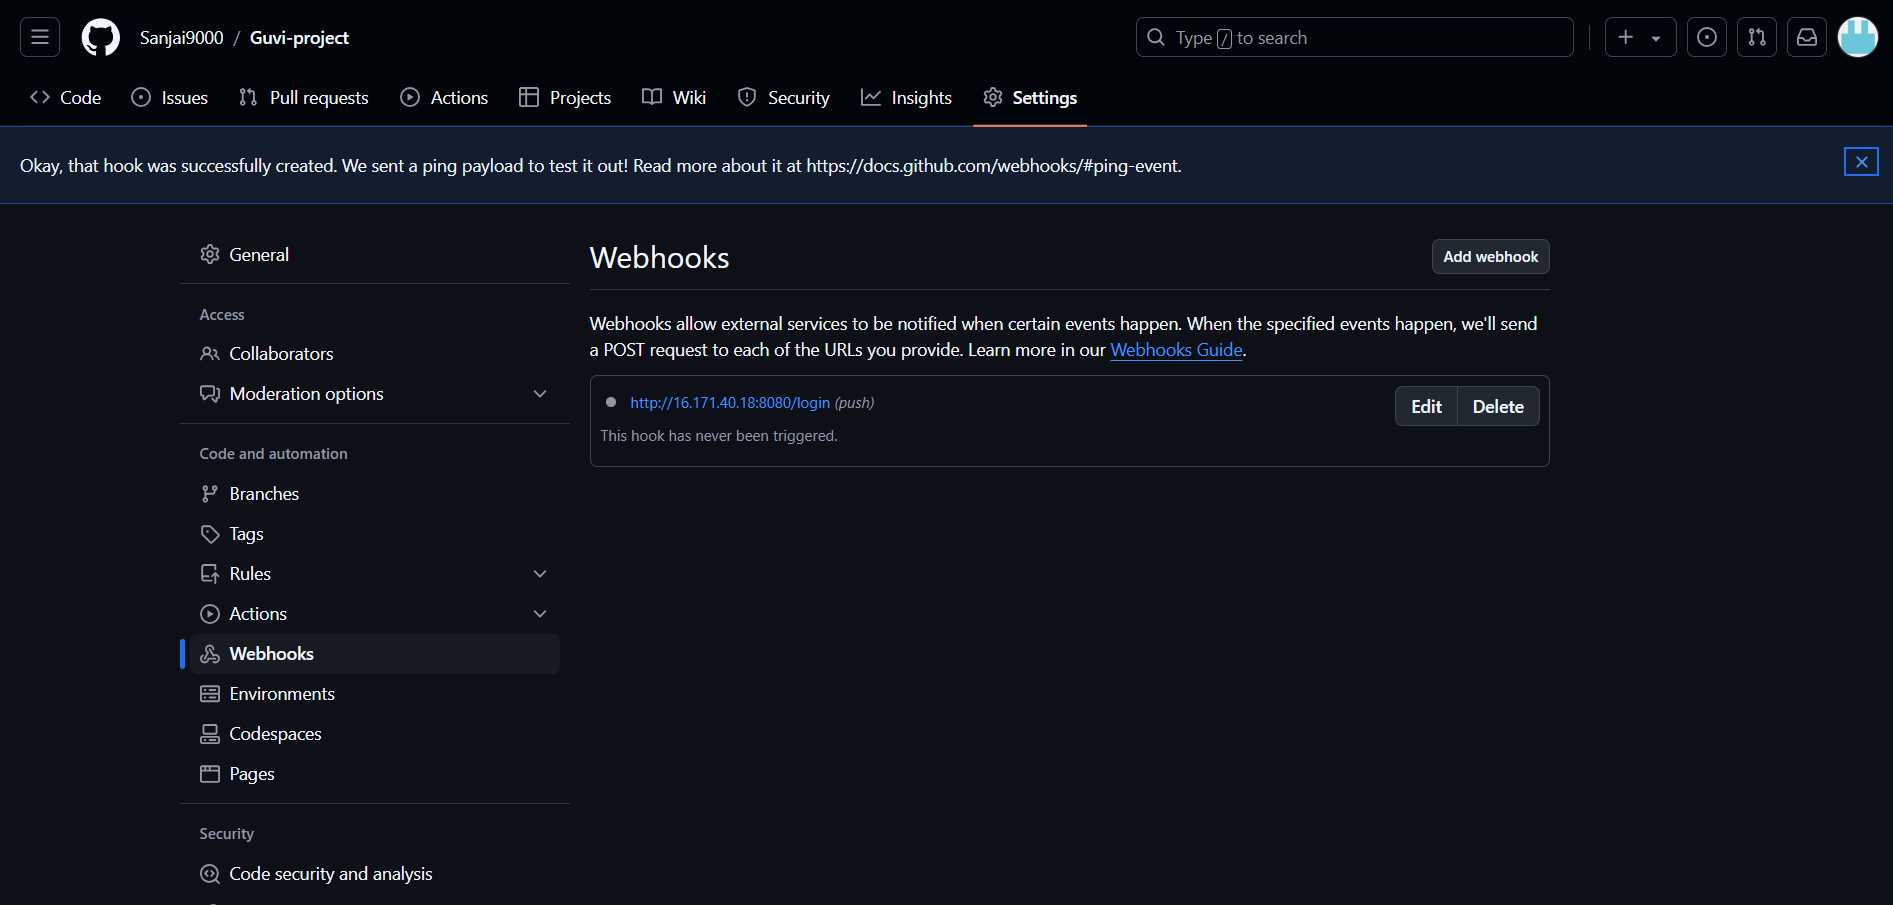 Sanjai9000 / Guvi-project
Type / to search
Code Issues Pull requests Actions Projects Wiki Security Insights Settings
Okay, that hook was successfully created. We sent a ping payload to test it out! Read more about it at https://docs.github.com/webhooks/#ping-event.
General
Access
Collaborators
Moderation options
Code and automation
Branches
Tags
Rules
Actions
Webhooks
Environments
Codespaces
Pages
Security
Code security and analysis
Webhooks
Add webhook
Webhooks allow external services to be notified when certain events happen. When the specified events happen, we'll send
a POST request to each of the URLs you provide. Learn more in our Webhooks Guide.
http://16.171.40.18:8080/login (push)
Edit Delete
This hook has never been triggered.